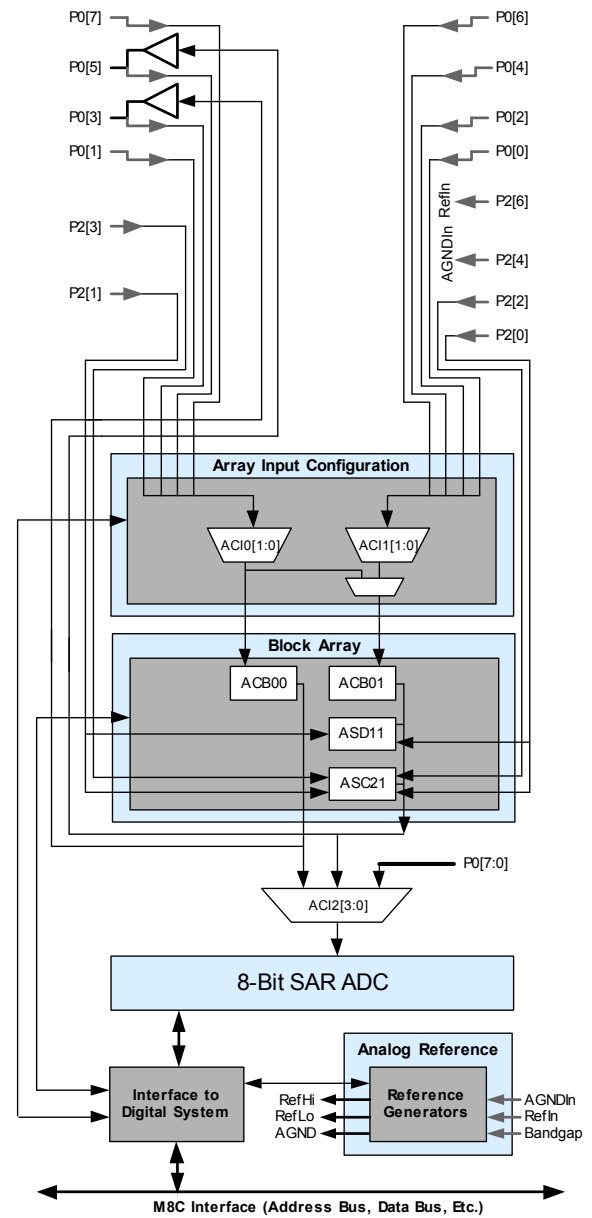 P0[7]
P0[6]
P0[5]
P0[4]
P0[3]
P0[2]
P0[1]
P0[0]
P2[6]
AGNDIn RefIn
P2[3]
P2[4]
P2[1]
P2[2]
P2[0]
Array Input Configuration
ACI0[1:0]
ACI1[1:0]
Block Array
ACB00
ACB01
ASD11
ASC21
P0[7:0]
ACI2[3:0]
8-Bit SAR ADC
Analog Reference
Interface to
Digital System
Reference
Generators
RefHi
RefLo
AGND
AGNDIn
RefIn
Bandgap
M8C Interface (Address Bus, Data Bus, Etc.)